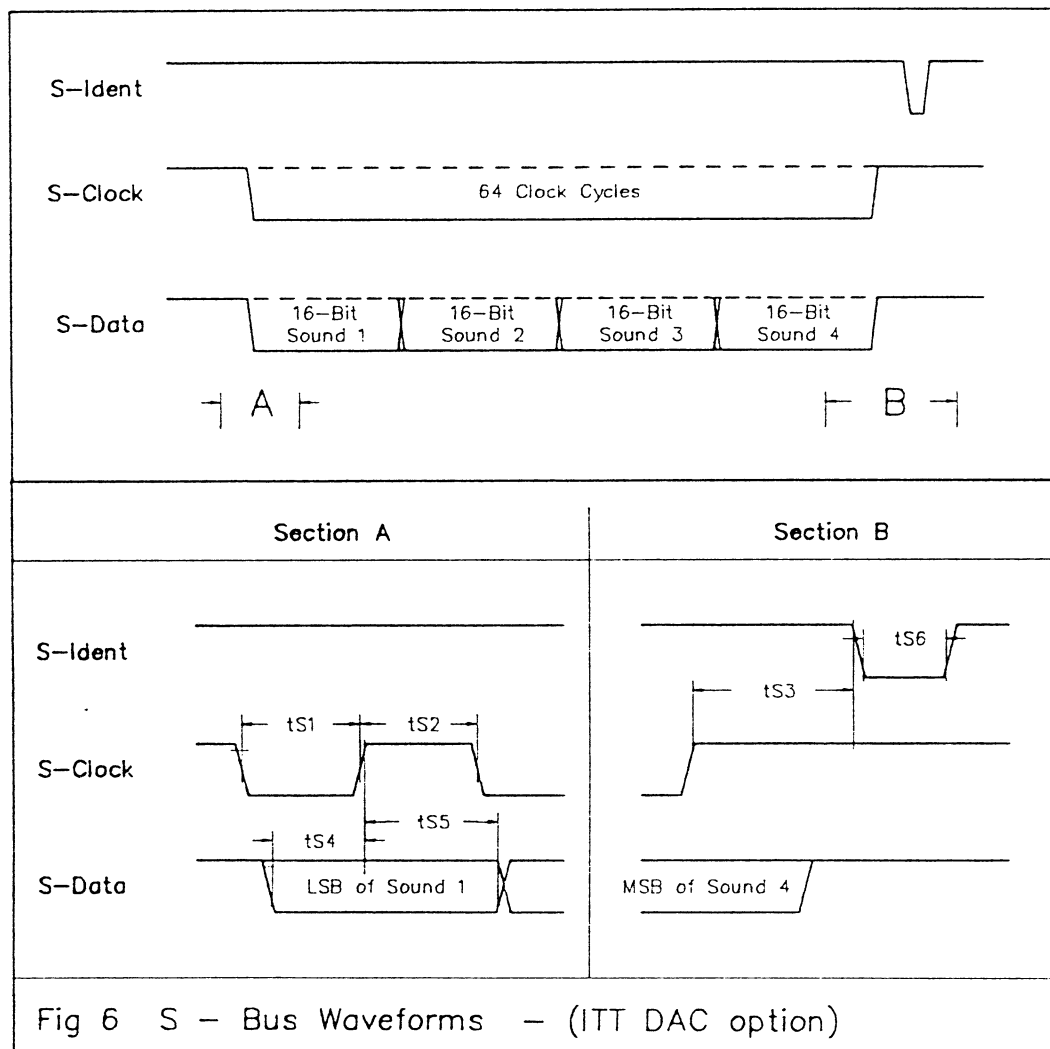 S-Ident
S-Clock
64 Clock Cycles
S-Data
16-Bit
Sound 1
16-Bit
Sound 2
16-Bit
Sound 3
16-Bit
Sound 4
A
B
Section A
Section B
S-Ident
tS6
tS3
tS1
tS2
S-Clock
tS4
tS5
S-Data
LSB of Sound 1
MSB of Sound 4
Fig 6 S - Bus Waveforms - (ITT DAC option)